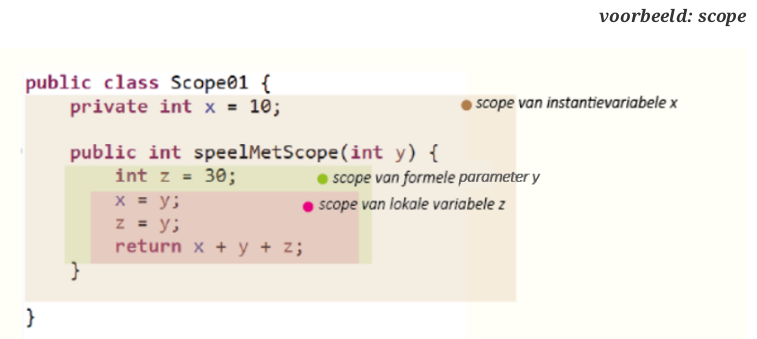 voorbeeld: scope
public class Scope01 {
private int x = 10;
scope van instantievariabele x
public int speelMetScope(int y) {
int z = 30;
scope van formele parameter y
x = y;
scope van lokale variabele z
z = y;
return x + y + z;
}
}